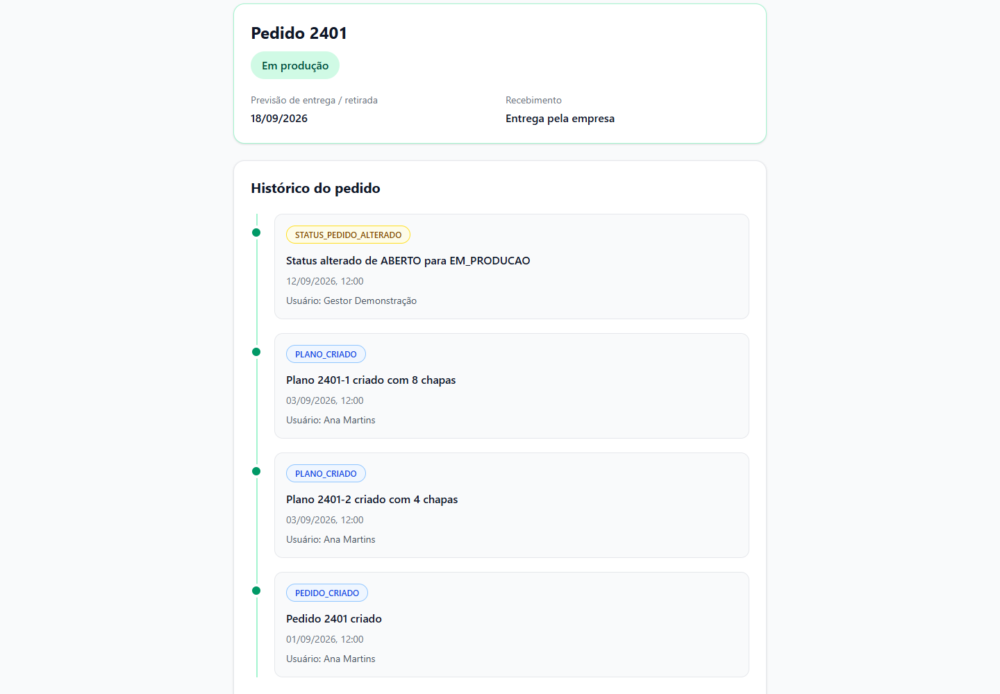 Pedido 2401
Em produção
Previsão de entrega / retirada
18/09/2026
Recebimento
Entrega pela empresa
Histórico do pedido
STATUS_PEDIDO_ALTERADO
Status alterado de ABERTO para EM_PRODUCAO
12/09/2026, 12:00
Usuário: Gestor Demonstração
PLANO_CRIADO
Plano 2401-1 criado com 8 chapas
03/09/2026, 12:00
Usuário: Ana Martins
PLANO_CRIADO
Plano 2401-2 criado com 4 chapas
03/09/2026, 12:00
Usuário: Ana Martins
PEDIDO_CRIADO
Pedido 2401 criado
01/09/2026, 12:00
Usuário: Ana Martins